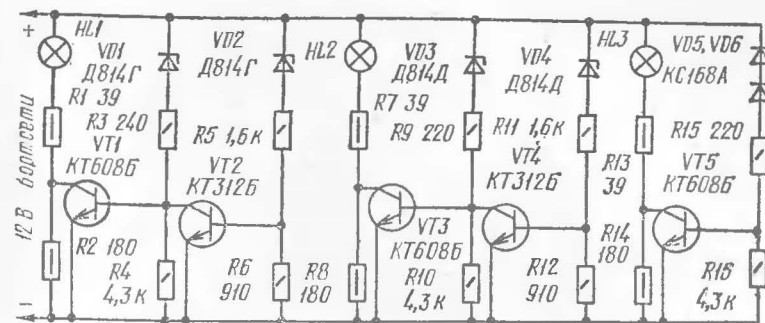 +
12 В бортсети
−
HL1
VD1
Д814Г
R1 39
R3 240
VT1
КТ608Б
R2 180
R4
4,3 к
VD2
Д814Г
R5 1,6 к
VT2
КТ312Б
R6
910
HL2
R7 39
R8
180
VD3
Д814Д
R9 220
VT3
КТ608Б
R10
4,3 к
VD4
Д814Д
R11 1,6 к
VT4
КТ312Б
R12
910
HL3
R13
39
R14
180
VD5, VD6
КС168А
R15 220
VT5
КТ608Б
R16
4,3 к